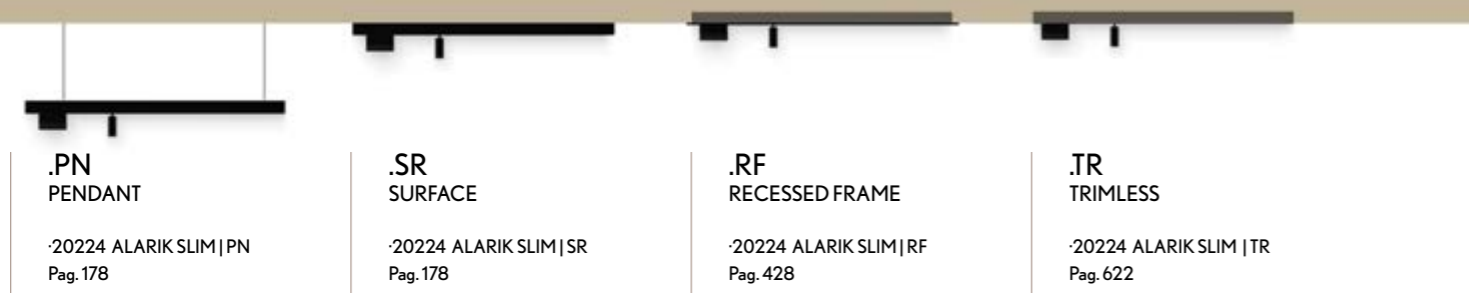 .PN
PENDANT
·20224 ALARIK SLIM | PN
Pag. 178
.SR
SURFACE
·20224 ALARIK SLIM | SR
Pag. 178
.RF
RECESSED FRAME
·20224 ALARIK SLIM | RF
Pag. 428
.TR
TRIMLESS
·20224 ALARIK SLIM | TR
Pag. 622